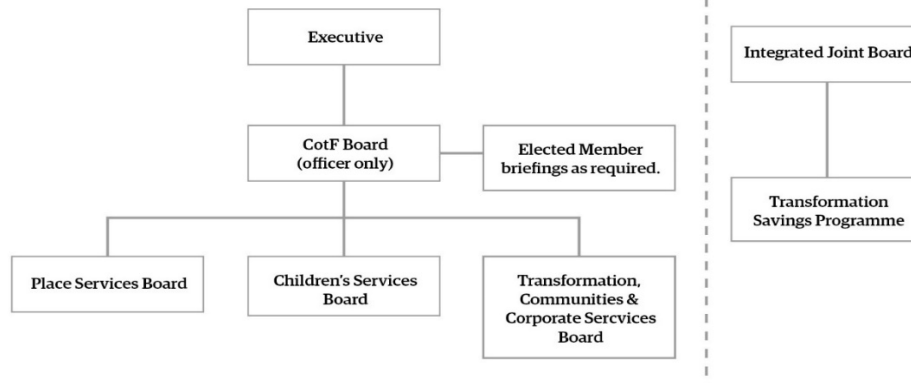 Executive
CotF Board
(officer only)
Elected Member
briefings as required.
Place Services Board
Children's Services
Board
Transformation,
Communities &
Corporate Sercvices
Board
Integrated Joint Board
Transformation
Savings Programme